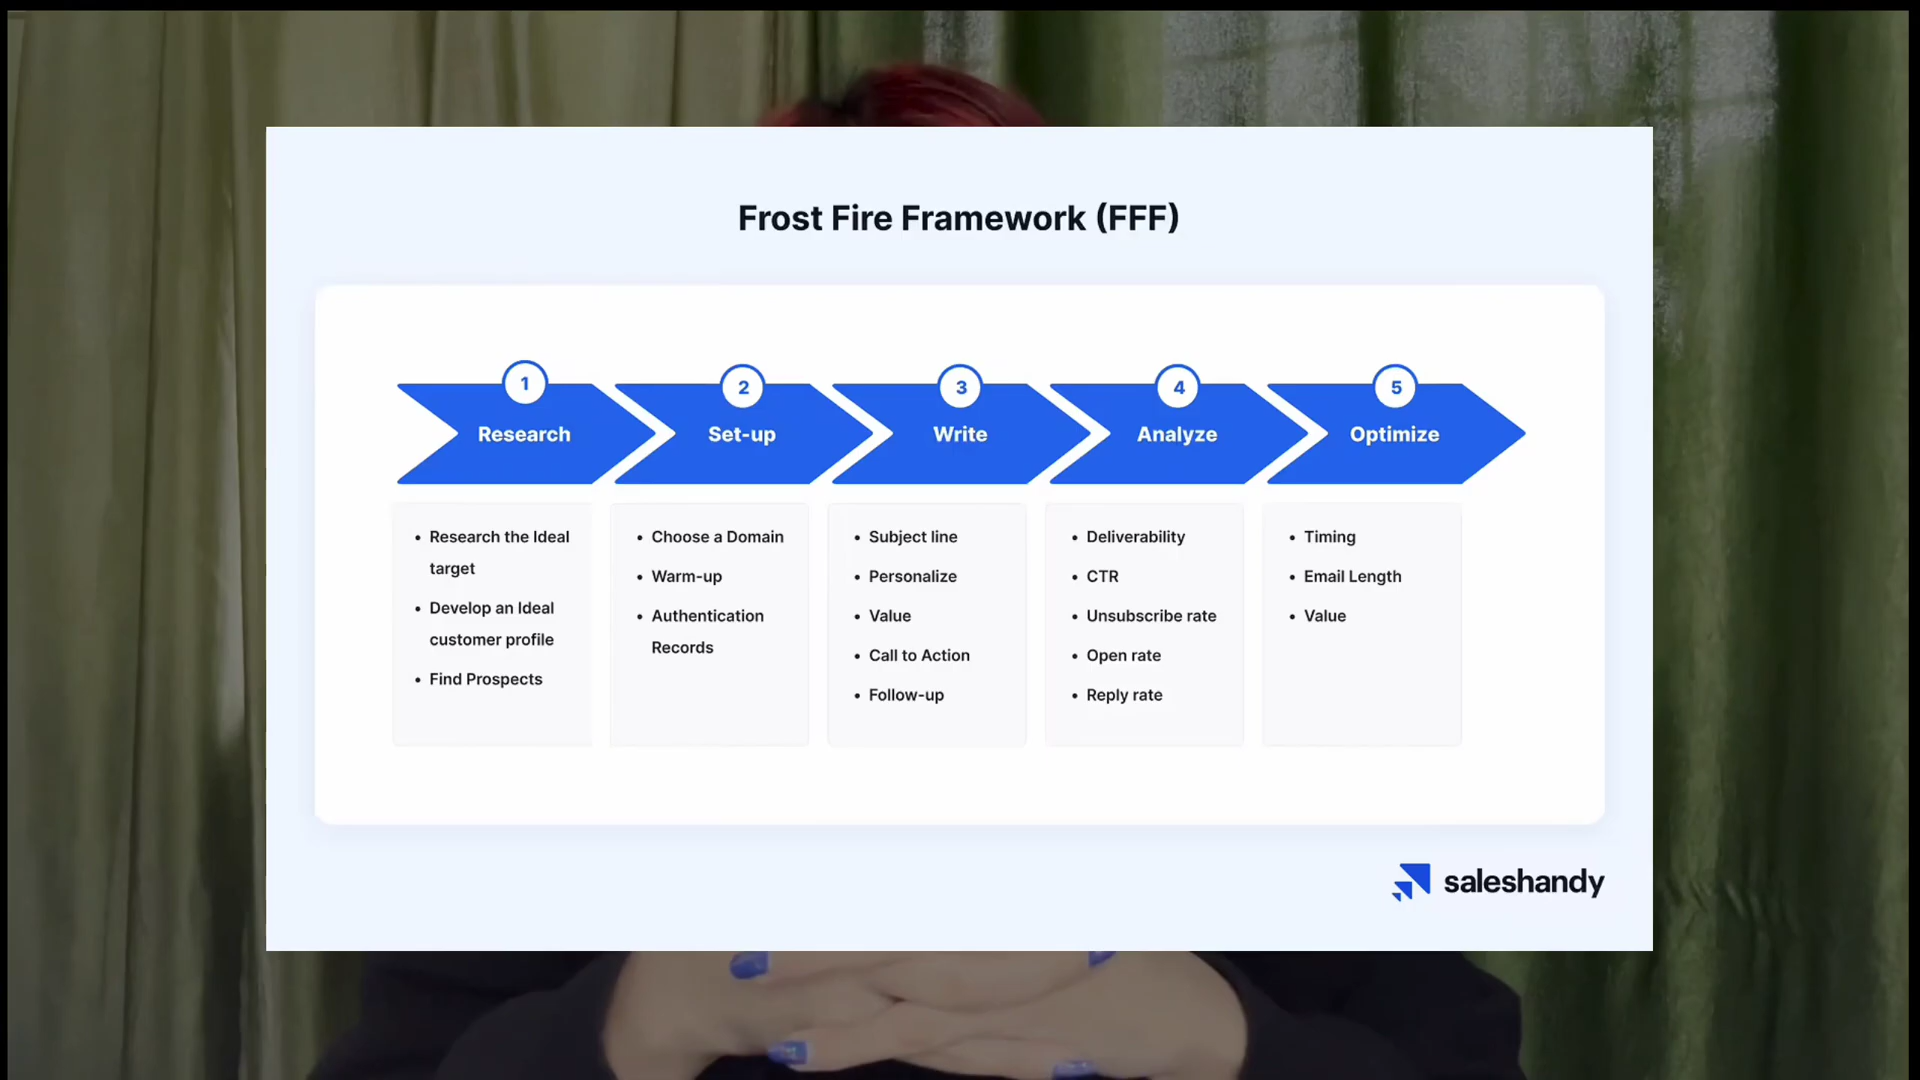 Frost Fire Framework (FFF)
1
Research
Research the Ideal
target
Develop an Ideal
customer profile
Find Prospects
2
Set-up
Choose a Domain
Warm-up
Authentication
Records
3
Write
Subject line
Personalize
Value
Call to Action
Follow-up
4
Analyze
Deliverability
CTR
Unsubscribe rate
Open rate
Reply rate
5
Optimize
Timing
Email Length
Value
saleshandy